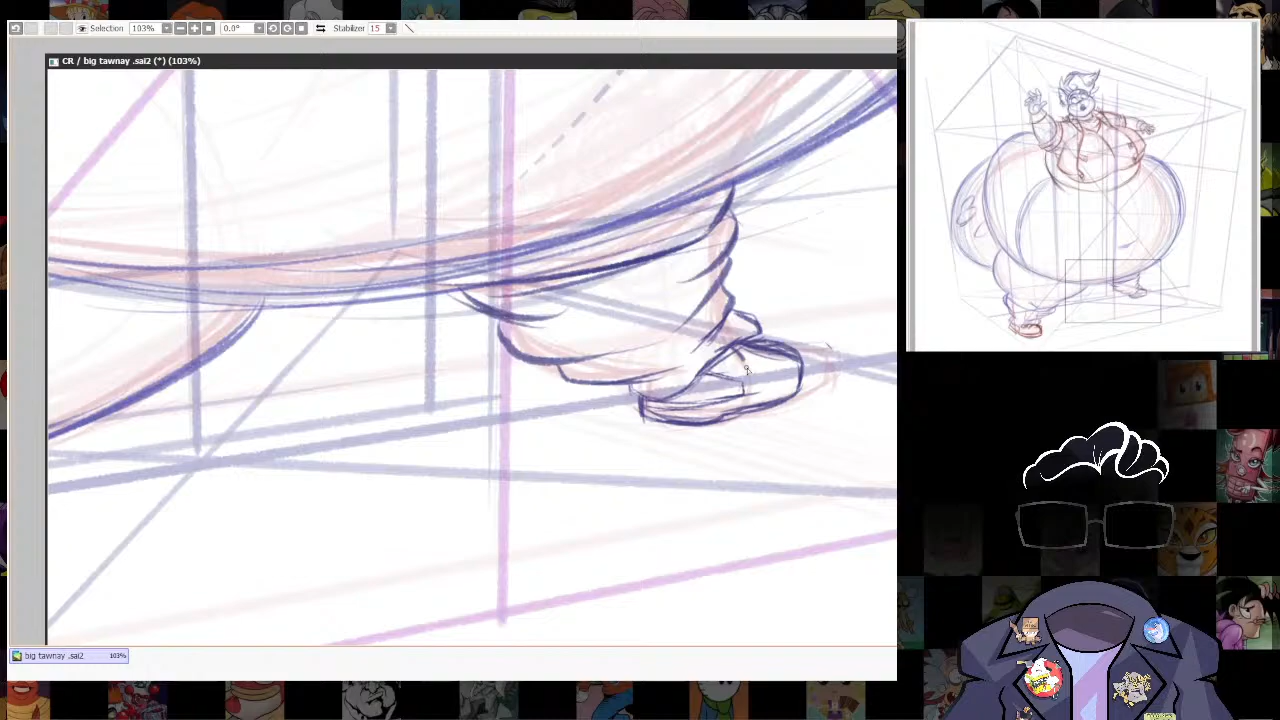 Selection 103% 0.0° Stabilizer 15
CR / big tawnay .sai2 (*) (103%)
big tawnay .sai2 103%